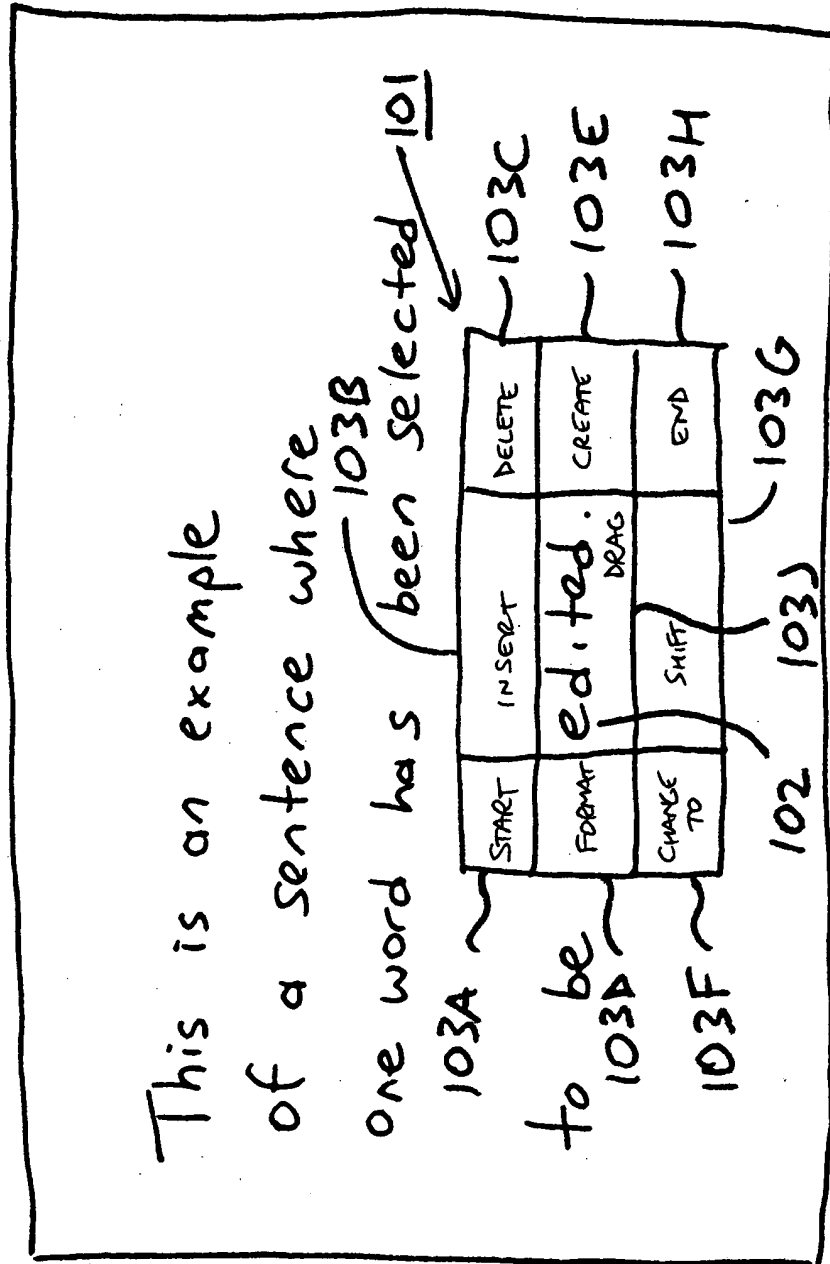 This is an example
of a sentence where
103B
one word has been selected 101
103A START INSERT DELETE 103C
to be FORMAT edited. DRAG CREATE 103E
103D
103F CHANGE TO SHIFT END 103H
102 103J 103G